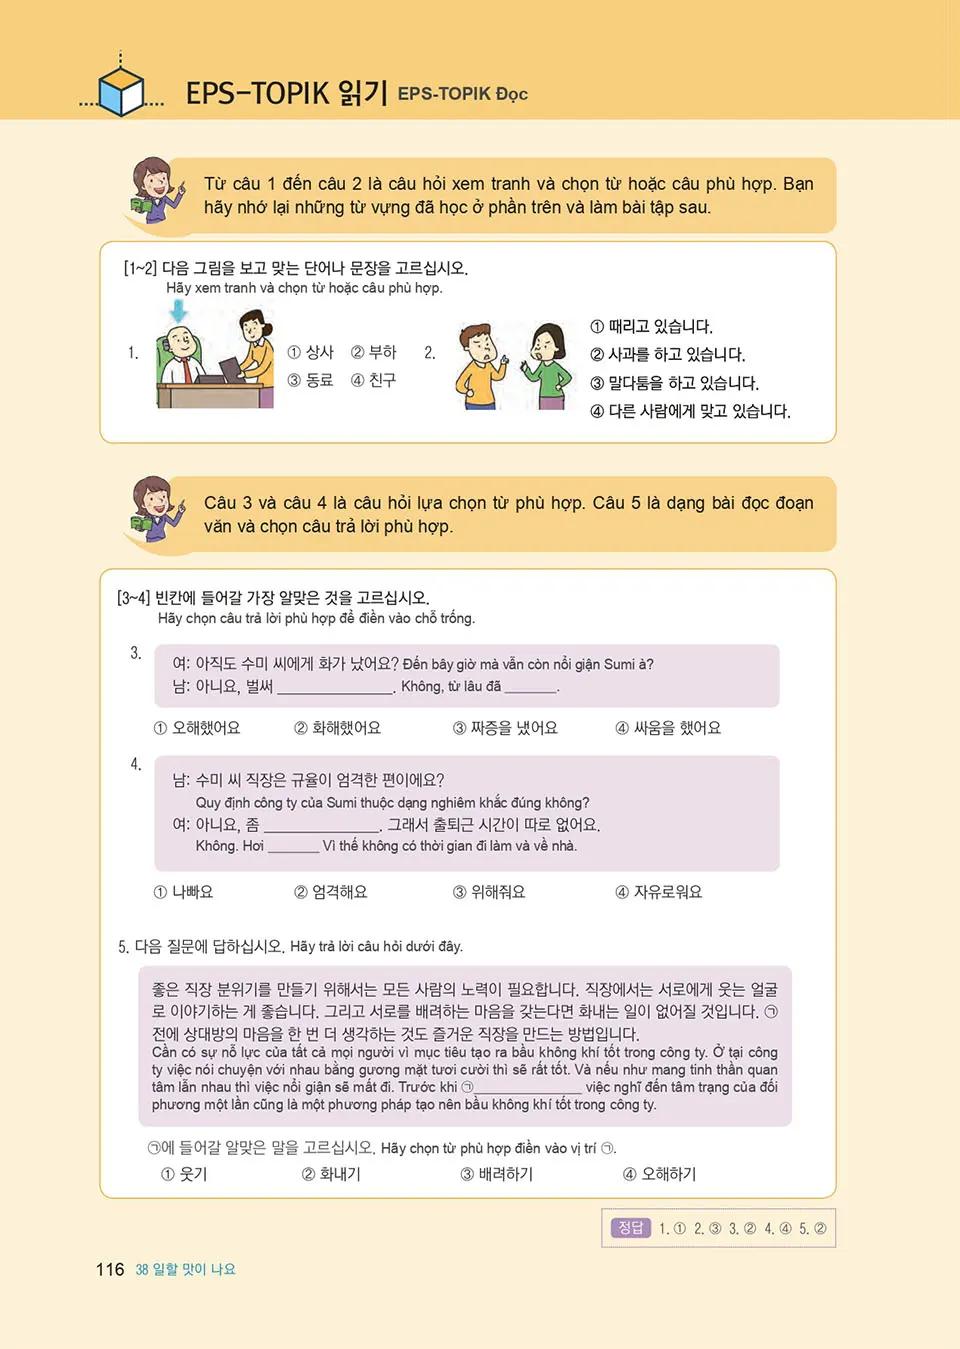 EPS-TOPIK 읽기 EPS-TOPIK Đọc
Từ câu 1 đến câu 2 là câu hỏi xem tranh và chọn từ hoặc câu phù hợp. Bạn
hãy nhớ lại những từ vựng đã học ở phần trên và làm bài tập sau.
[1~2] 다음 그림을 보고 맞는 단어나 문장을 고르십시오.
Hãy xem tranh và chọn từ hoặc câu phù hợp.
1.
① 상사 ② 부하
③ 동료 ④ 친구
2.
① 때리고 있습니다.
② 사과를 하고 있습니다.
③ 말다툼을 하고 있습니다.
④ 다른 사람에게 맞고 있습니다.
Câu 3 và câu 4 là câu hỏi lựa chọn từ phù hợp. Câu 5 là dạng bài đọc đoạn
văn và chọn câu trả lời phù hợp.
[3~4] 빈칸에 들어갈 가장 알맞은 것을 고르십시오.
Hãy chọn câu trả lời phù hợp để điền vào chỗ trống.
3.
여: 아직도 수미 씨에게 화가 났어요? Đến bây giờ mà vẫn còn nổi giận Sumi à?
남: 아니요, 벌써 ______________. Không, từ lâu đã _______.
① 오해했어요 ② 화해했어요 ③ 짜증을 냈어요 ④ 싸움을 했어요
4.
남: 수미 씨 직장은 규율이 엄격한 편이에요?
Quy định công ty của Sumi thuộc dạng nghiêm khắc đúng không?
여: 아니요, 좀 ______________. 그래서 출퇴근 시간이 따로 없어요.
Không. Hơi _______ Vì thế không có thời gian đi làm và về nhà.
① 나빠요 ② 엄격해요 ③ 위해줘요 ④ 자유로워요
5. 다음 질문에 답하십시오. Hãy trả lời câu hỏi dưới đây.
좋은 직장 분위기를 만들기 위해서는 모든 사람의 노력이 필요합니다. 직장에서는 서로에게 웃는 얼굴
로 이야기하는 게 좋습니다. 그리고 서로를 배려하는 마음을 갖는다면 화내는 일이 없어질 것입니다. ㉠
전에 상대방의 마음을 한 번 더 생각하는 것도 즐거운 직장을 만드는 방법입니다.
Cần có sự nỗ lực của tất cả mọi người vì mục tiêu tạo ra bầu không khí tốt trong công ty. Ở tại công
ty việc nói chuyện với nhau bằng gương mặt tươi cười thì sẽ rất tốt. Và nếu như mang tinh thần quan
tâm lẫn nhau thì việc nổi giận sẽ mất đi. Trước khi ㉠______________ việc nghĩ đến tâm trạng của đối
phương một lần cũng là một phương pháp tạo nên bầu không khí tốt trong công ty.
㉠에 들어갈 알맞은 말을 고르십시오. Hãy chọn từ phù hợp điền vào vị trí ㉠.
① 웃기 ② 화내기 ③ 배려하기 ④ 오해하기
정답 1. ① 2. ③ 3. ② 4. ④ 5. ②
116 38 일할 맛이 나요